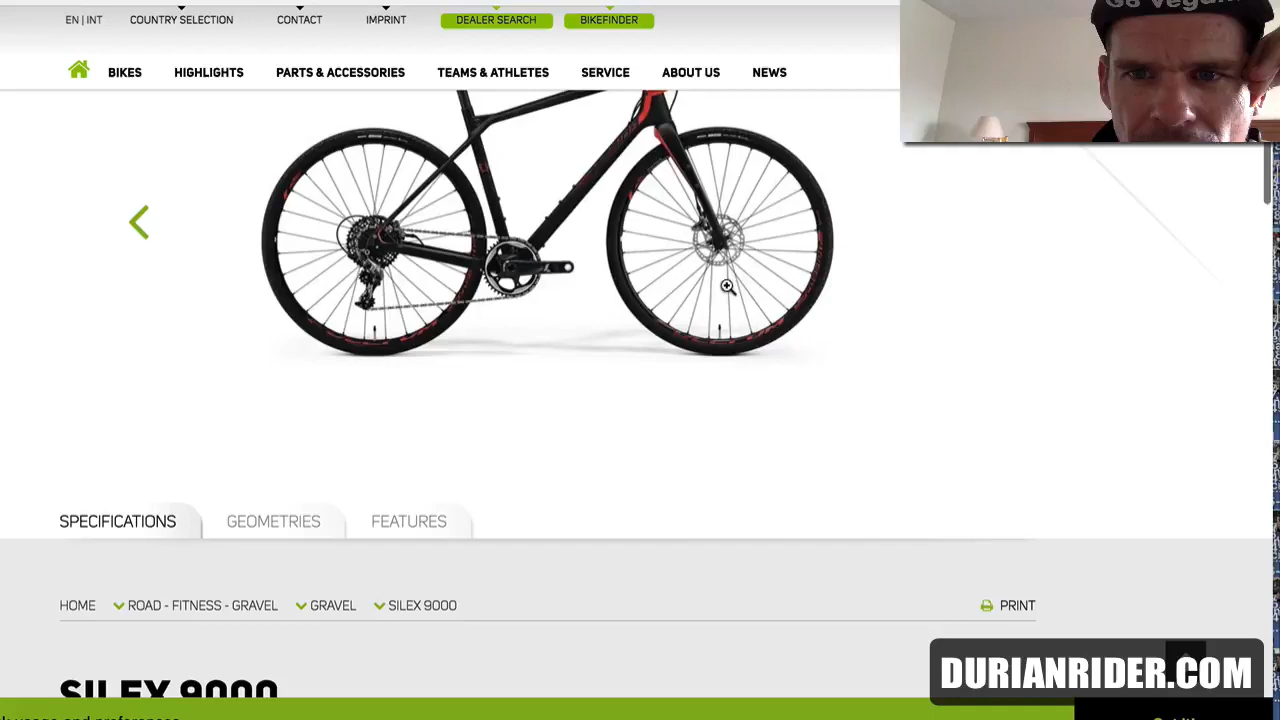 EN | INT
COUNTRY SELECTION
CONTACT
IMPRINT
DEALER SEARCH
BIKEFINDER
BIKES
HIGHLIGHTS
PARTS & ACCESSORIES
TEAMS & ATHLETES
SERVICE
ABOUT US
NEWS
SPECIFICATIONS
GEOMETRIES
FEATURES
HOME ROAD - FITNESS - GRAVEL GRAVEL SILEX 9000
PRINT
SILEX 9000
DURIANRIDER.COM